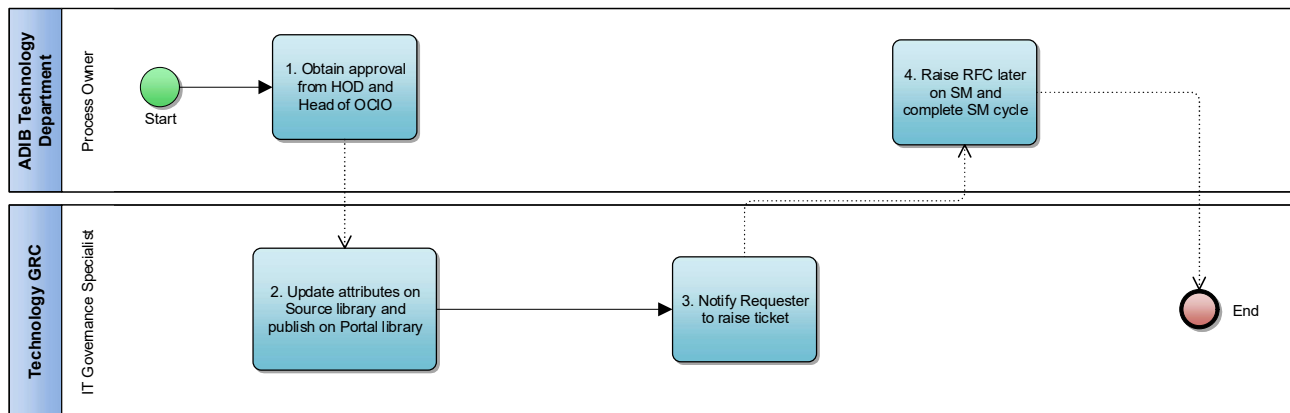 ADIB Technology
Department
Process Owner
Start
1. Obtain approval
from HOD and
Head of OCIO
4. Raise RFC later
on SM and
complete SM cycle
Technology GRC
IT Governance Specialist
2. Update attributes on
Source library and
publish on Portal library
3. Notify Requester
to raise ticket
End